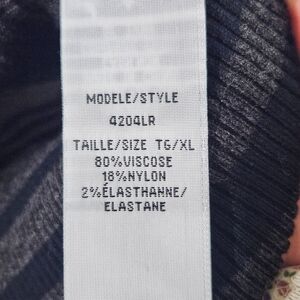 MODELE/STYLE
4204LR
TAILLE/SIZE TG/XL
80%VISCOSE
18%NYLON
2%ÉLASTHANNE/
ELASTANE